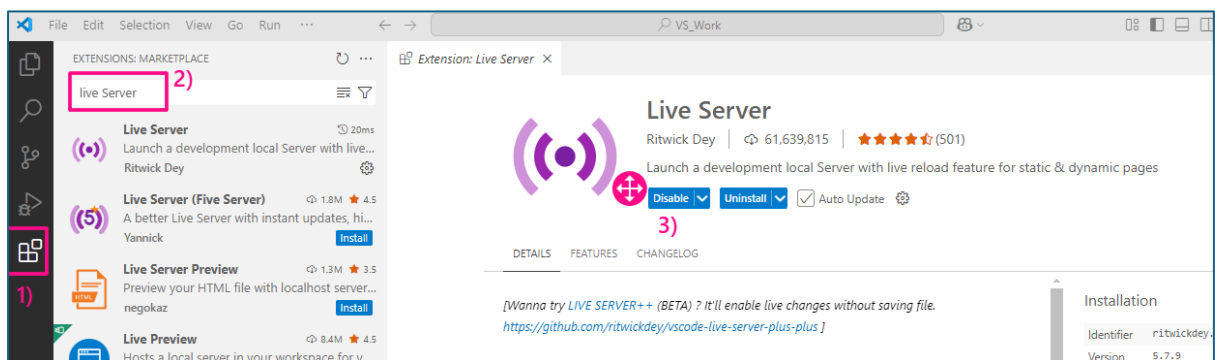 File Edit Selection View Go Run ··· VS_Work
EXTENSIONS: MARKETPLACE
live Server
2)
Live Server 20ms
Launch a development local Server with live...
Ritwick Dey
Live Server (Five Server) 1.8M 4.5
A better Live Server with instant updates, hi...
Yannick Install
Live Server Preview 1.3M 3.5
Preview your HTML file with localhost server...
negokaz Install
HTML
Live Preview 8.4M 4.5
Hosts a local server in your workspace for v
1)
Extension: Live Server
Live Server
Ritwick Dey 61,639,815 (501)
Launch a development local Server with live reload feature for static & dynamic pages
Disable Uninstall Auto Update
3)
DETAILS FEATURES CHANGELOG
[Wanna try LIVE SERVER++ (BETA) ? It'll enable live changes without saving file.
https://github.com/ritwickdey/vscode-live-server-plus-plus ]
Installation
Identifier ritwickdey.
Version 5.7.9